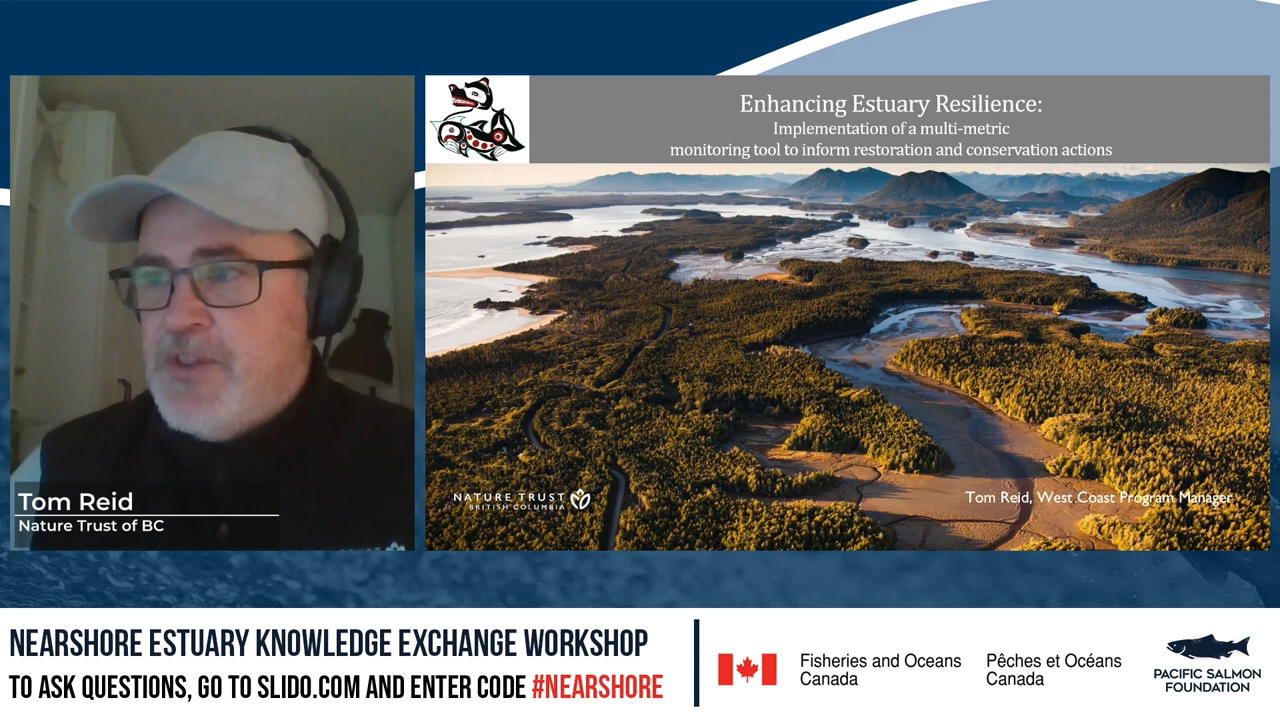 Enhancing Estuary Resilience:
Implementation of a multi-metric
monitoring tool to inform restoration and conservation actions
NATURE TRUST
BRITISH COLUMBIA
Tom Reid, West Coast Program Manager
Tom Reid
Nature Trust of BC
NEARSHORE ESTUARY KNOWLEDGE EXCHANGE WORKSHOP
TO ASK QUESTIONS, GO TO SLIDO.COM AND ENTER CODE #NEARSHORE
Fisheries and Oceans
Canada
Pêches et Océans
Canada
PACIFIC SALMON
FOUNDATION